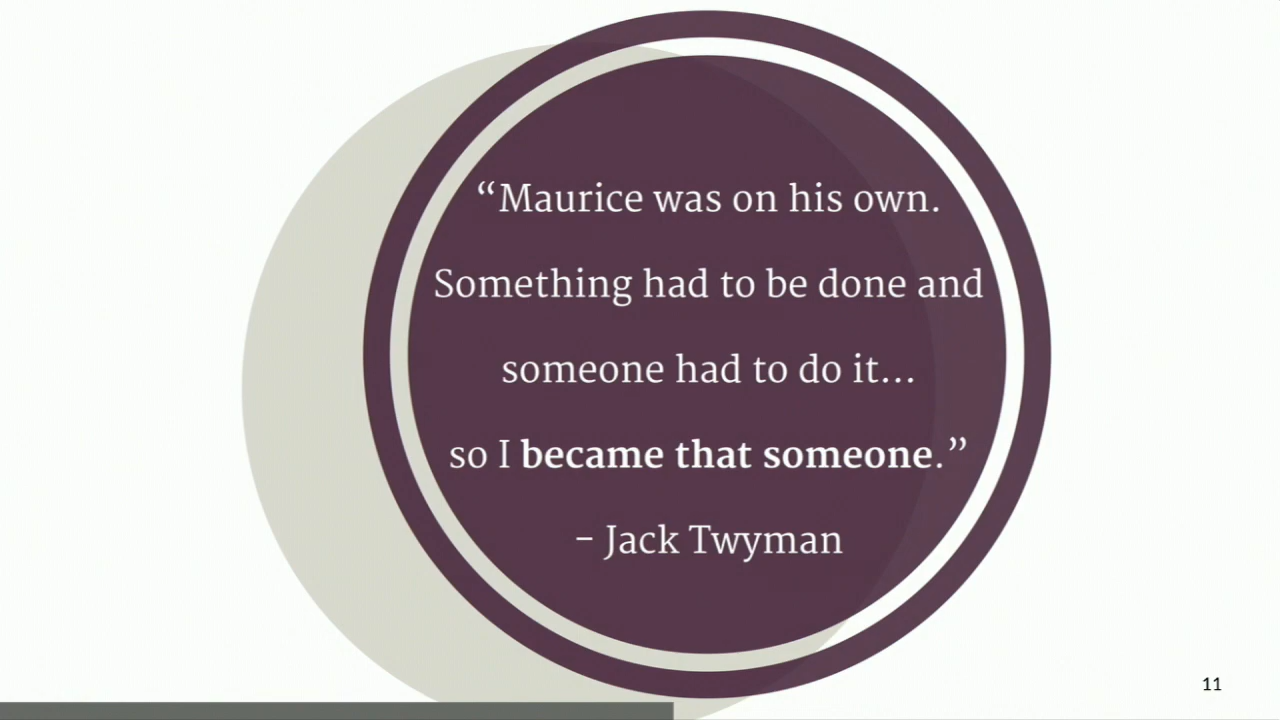 “Maurice was on his own.
Something had to be done and
someone had to do it...
so I became that someone.”
- Jack Twyman
11